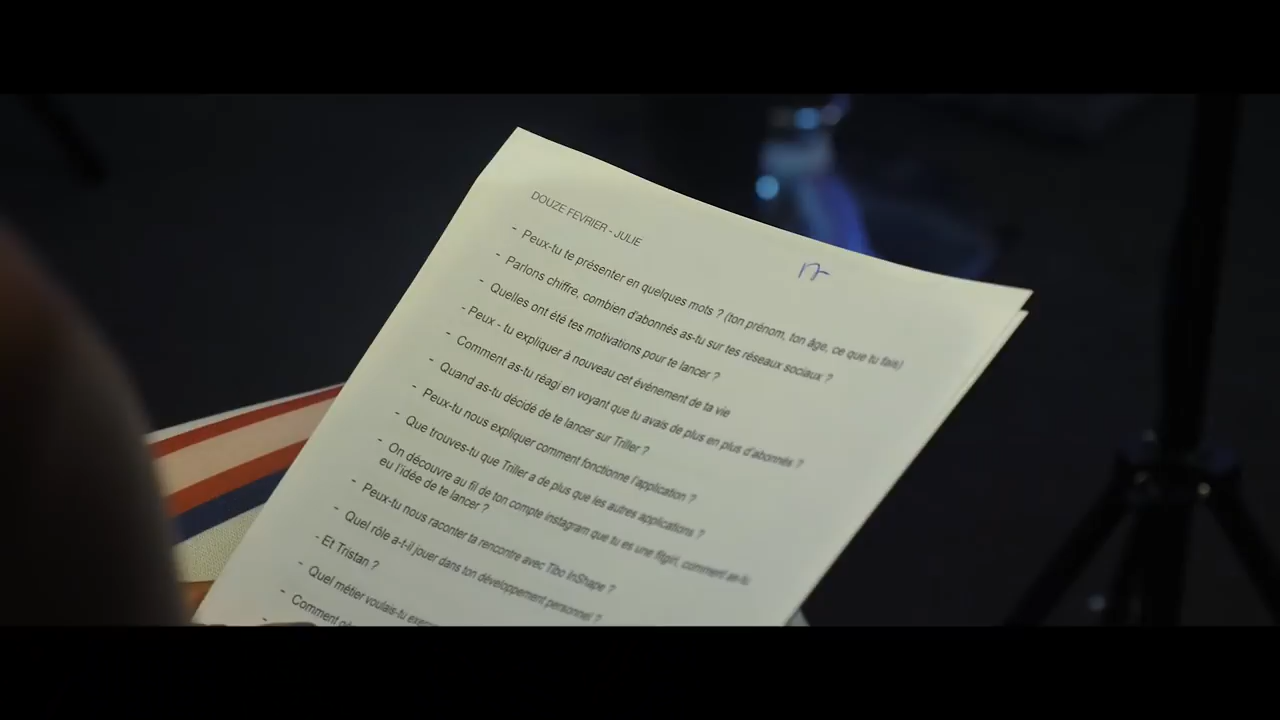 DOUZE FEVRIER - JULIE
- Peux-tu te présenter en quelques mots ? (ton prénom, ton âge, ce que tu fais)
- Parlons chiffre, combien d'abonnés as-tu sur tes réseaux sociaux ?
- Quelles ont été tes motivations pour te lancer ?
- Peux - tu expliquer à nouveau cet événement de ta vie
- Comment as-tu réagi en voyant que tu avais de plus en plus d'abonnés ?
- Quand as-tu décidé de te lancer sur Triller ?
- Peux-tu nous expliquer comment fonctionne l'application ?
- Que trouves-tu que Triller a de plus que les autres applications ?
- On découvre au fil de ton compte instagram que tu es une fitgirl, comment as-tu
eu l'idée de te lancer ?
- Peux-tu nous raconter ta rencontre avec Tibo InShape ?
- Quel rôle a-t-il jouer dans ton développement personnel ?
- Et Tristan ?
- Quel métier voulais-tu
- Comment